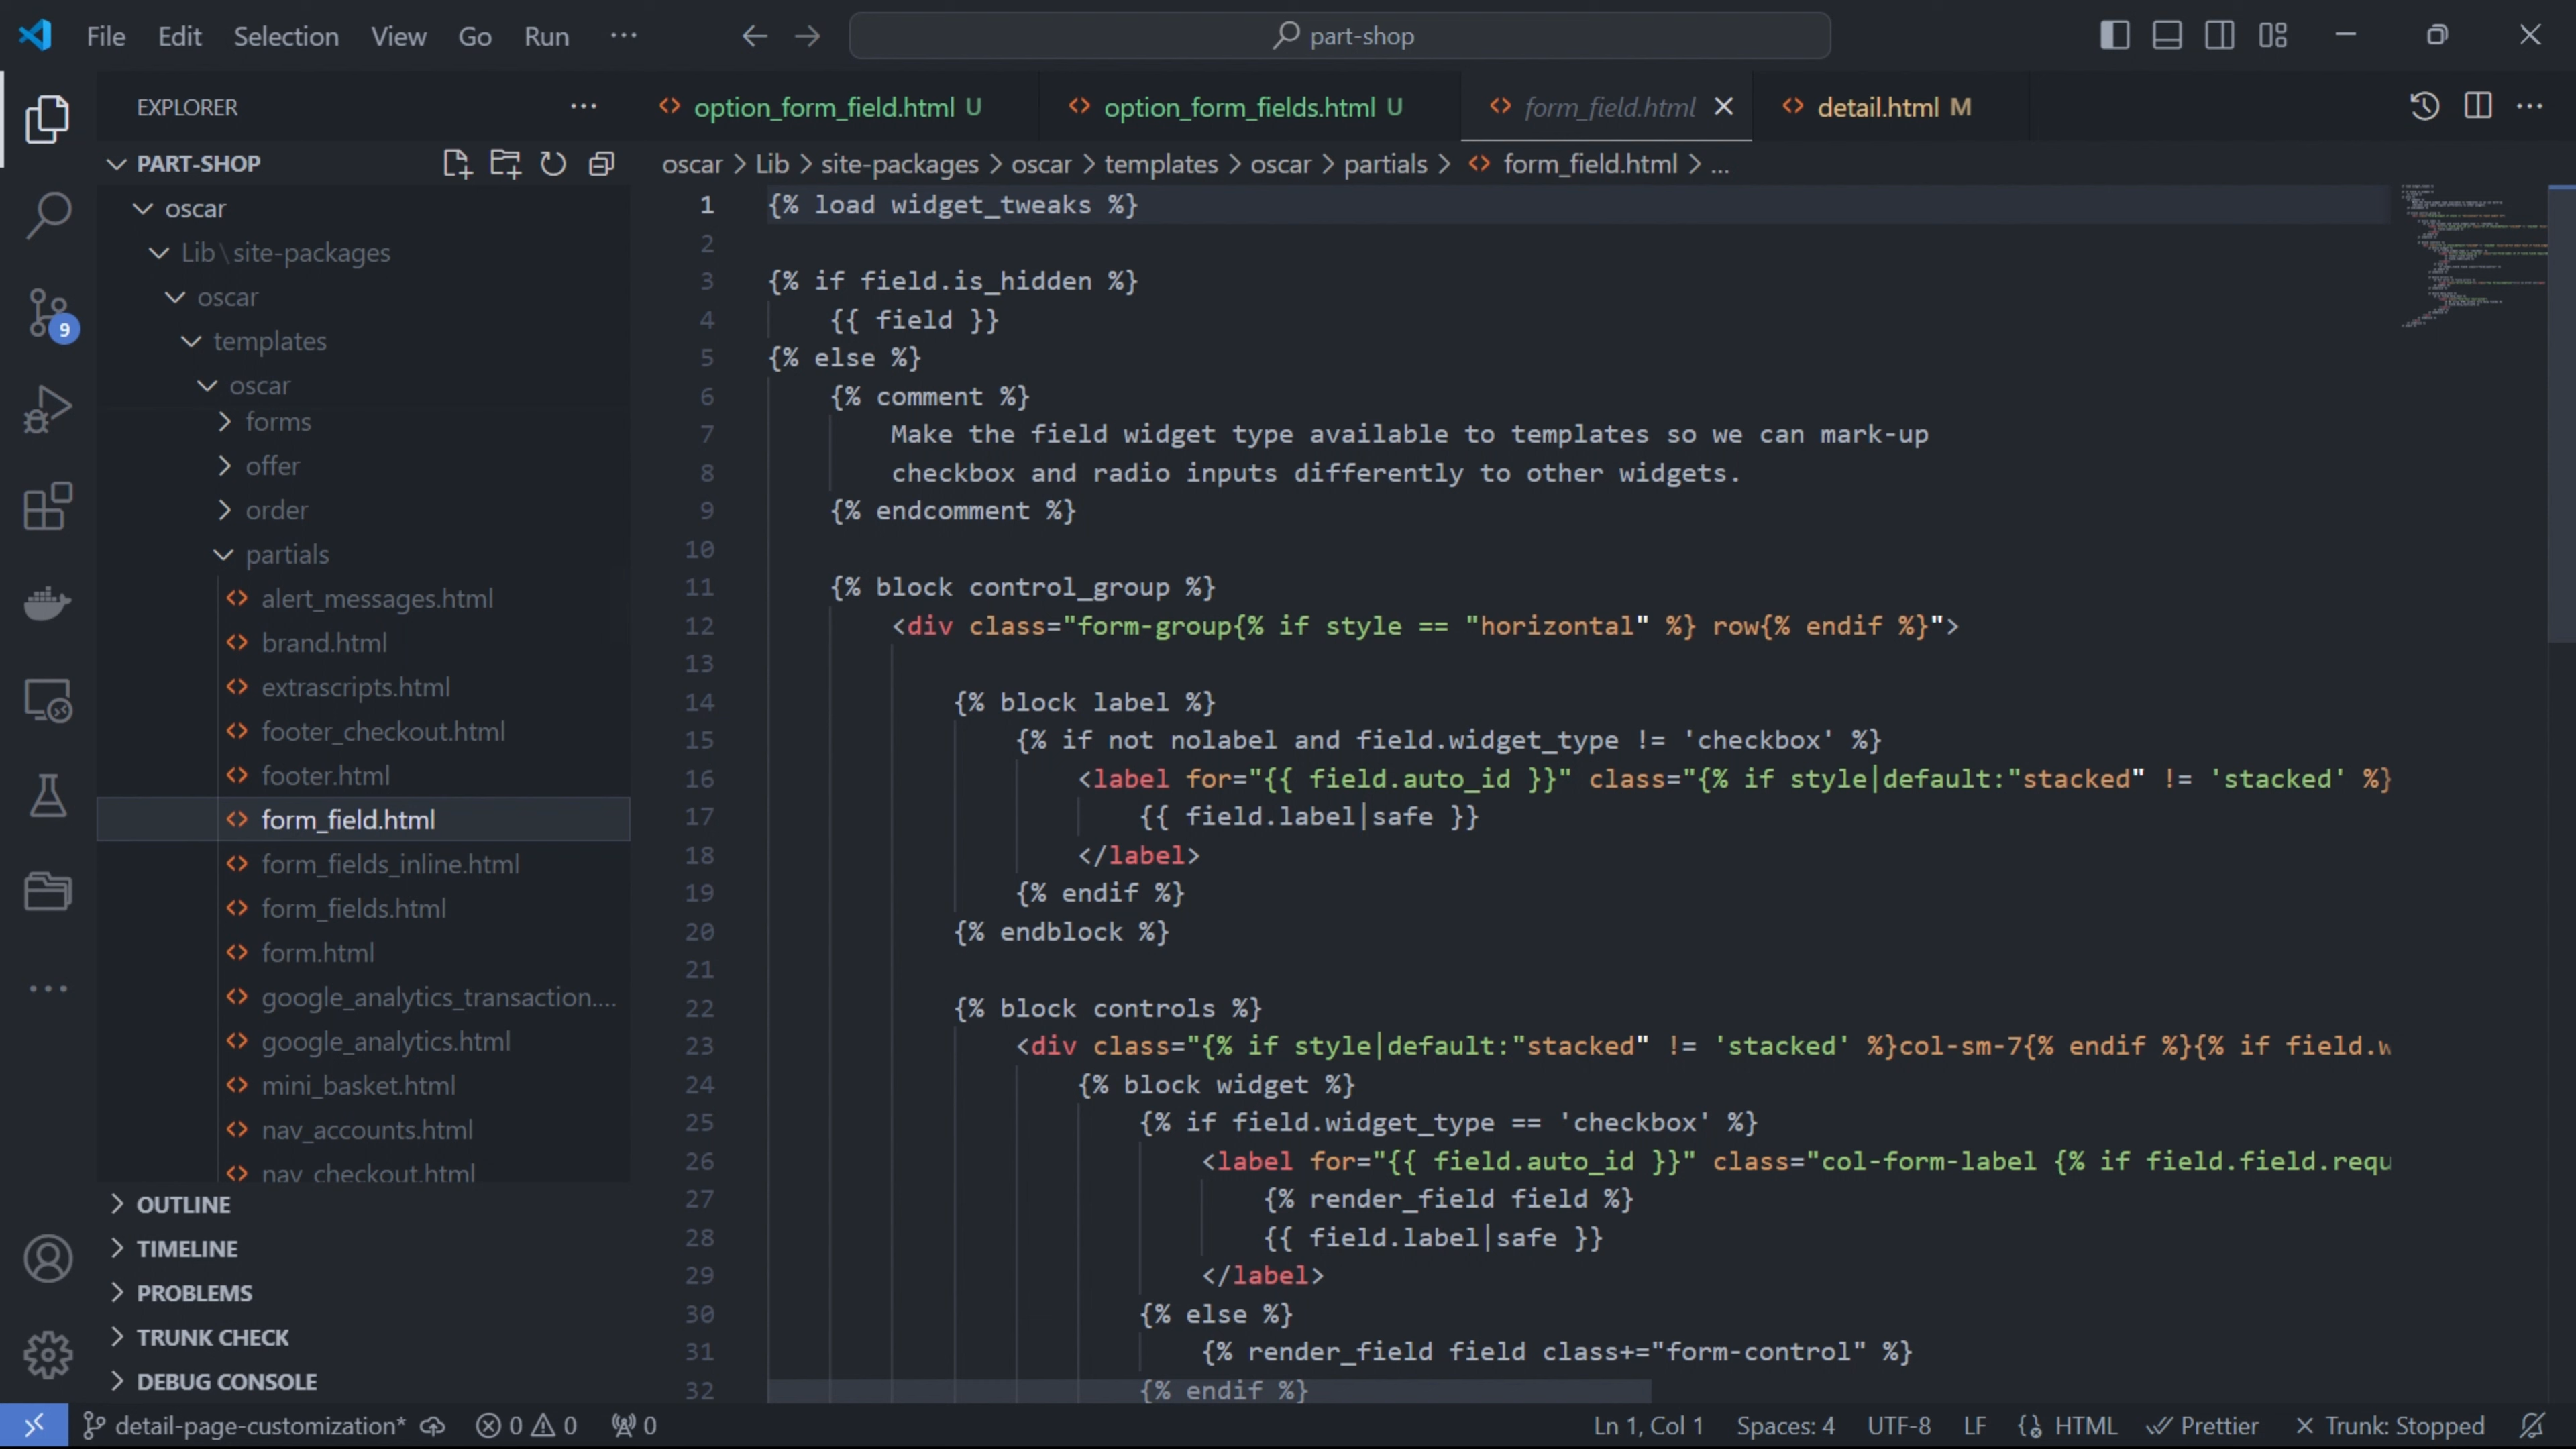 File Edit Selection View Go Run ...
part-shop
EXPLORER ...
PART-SHOP
oscar
Lib\site-packages
oscar
templates
oscar
forms
offer
order
partials
alert_messages.html
brand.html
extrascripts.html
footer_checkout.html
footer.html
form_field.html
form_fields_inline.html
form_fields.html
form.html
google_analytics_transaction....
google_analytics.html
mini_basket.html
nav_accounts.html
nav_checkout.html
OUTLINE
TIMELINE
PROBLEMS
TRUNK CHECK
DEBUG CONSOLE
9
option_form_field.html U option_form_fields.html U form_field.html detail.html M
oscar > Lib > site-packages > oscar > templates > oscar > partials > form_field.html > ...
1 {% load widget_tweaks %}
2
3 {% if field.is_hidden %}
4 {{ field }}
5 {% else %}
6 {% comment %}
7 Make the field widget type available to templates so we can mark-up
8 checkbox and radio inputs differently to other widgets.
9 {% endcomment %}
10
11 {% block control_group %}
12 <div class="form-group{% if style == "horizontal" %} row{% endif %}">
13
14 {% block label %}
15 {% if not nolabel and field.widget_type != 'checkbox' %}
16 <label for="{{ field.auto_id }}" class="{% if style|default:"stacked" != 'stacked' %}
17 {{ field.label|safe }}
18 </label>
19 {% endif %}
20 {% endblock %}
21
22 {% block controls %}
23 <div class="{% if style|default:"stacked" != 'stacked' %}col-sm-7{% endif %}{% if field.w
24 {% block widget %}
25 {% if field.widget_type == 'checkbox' %}
26 <label for="{{ field.auto_id }}" class="col-form-label {% if field.field.requ
27 {% render_field field %}
28 {{ field.label|safe }}
29 </label>
30 {% else %}
31 {% render_field field class+="form-control" %}
32 {% endif %}
detail-page-customization* 0 0 0 Ln 1, Col 1 Spaces: 4 UTF-8 LF HTML Prettier Trunk: Stopped